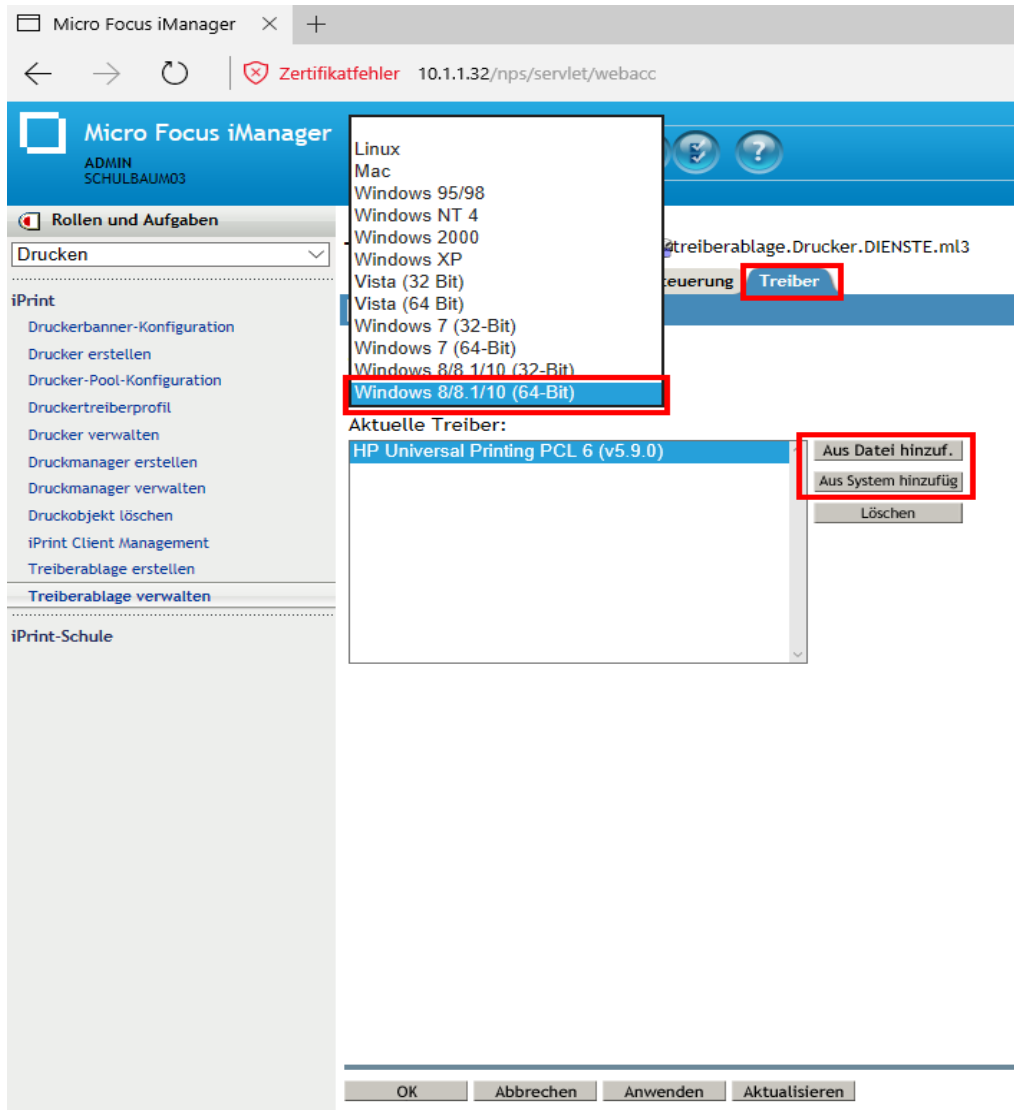 Micro Focus iManager
Zertifikatfehler 10.1.1.32/nps/servlet/webacc
Micro Focus iManager
ADMIN
SCHULBAUM03
Rollen und Aufgaben
Drucken
iPrint
Druckerbanner-Konfiguration
Drucker erstellen
Drucker-Pool-Konfiguration
Druckertreiberprofil
Drucker verwalten
Druckmanager erstellen
Druckmanager verwalten
Druckobjekt löschen
iPrint Client Management
Treiberablage erstellen
Treiberablage verwalten
iPrint-Schule
Linux
Mac
Windows 95/98
Windows NT 4
Windows 2000
Windows XP
Vista (32 Bit)
Vista (64 Bit)
Windows 7 (32-Bit)
Windows 7 (64-Bit)
Windows 8/8.1/10 (32-Bit)
Windows 8/8.1/10 (64-Bit)
treiberablage.Drucker.DIENSTE.ml3
euerung Treiber
Aktuelle Treiber:
HP Universal Printing PCL 6 (v5.9.0)
Aus Datei hinzuf.
Aus System hinzufüg
Löschen
OK Abbrechen Anwenden Aktualisieren